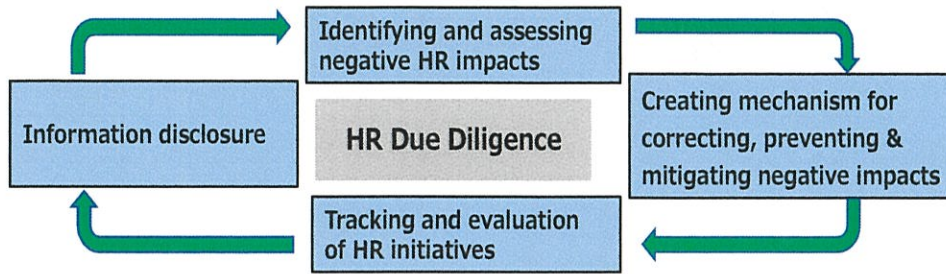 Identifying and assessing
negative HR impacts
Creating mechanism for
correcting, preventing &
mitigating negative impacts
Tracking and evaluation
of HR initiatives
Information disclosure
HR Due Diligence